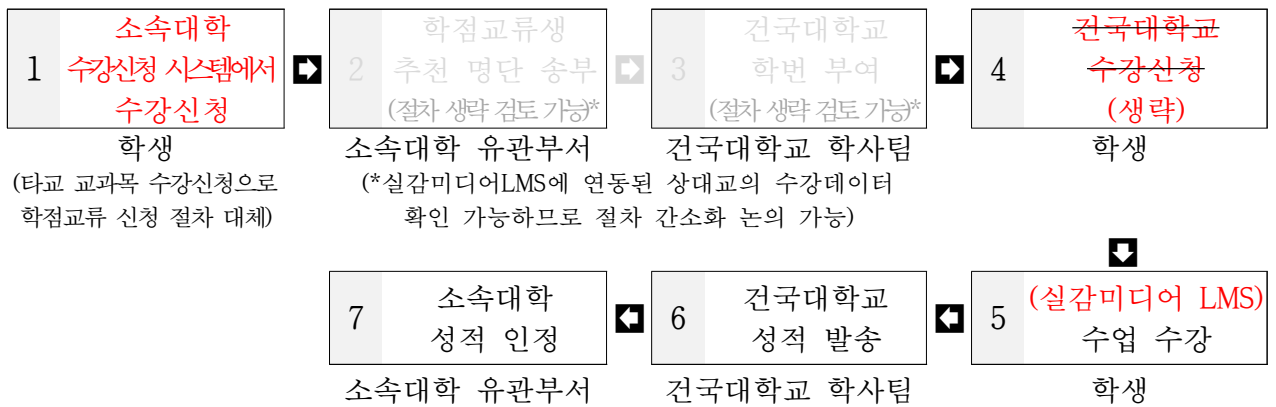 1
소속대학
수강신청 시스템에서
수강신청
학생
(타교 교과목 수강신청으로
학점교류 신청 절차 대체)
2
학점교류생
추천 명단 송부
(절차 생략 검토 가능)*
소속대학 유관부서
3
건국대학교
학번 부여
(절차 생략 검토 가능)*
건국대학교 학사팀
(*실감미디어LMS에 연동된 상대교의 수강데이터
확인 가능하므로 절차 간소화 논의 가능)
4
건국대학교
수강신청
(생략)
학생
5
(실감미디어 LMS)
수업 수강
학생
6
건국대학교
성적 발송
건국대학교 학사팀
7
소속대학
성적 인정
소속대학 유관부서